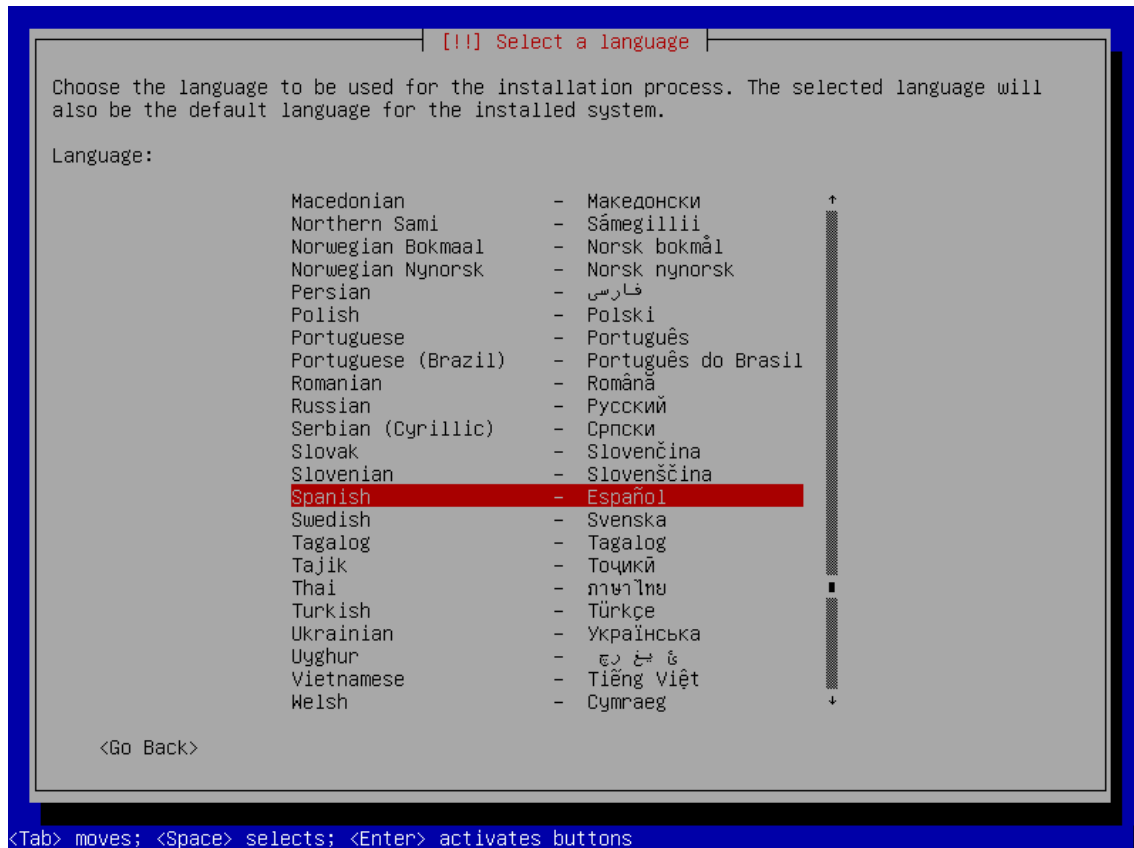 [!!] Select a language
Choose the language to be used for the installation process. The selected language will
also be the default language for the installed system.
Language:
Macedonian - Македонски
Northern Sami - Sámegillii
Norwegian Bokmaal - Norsk bokmål
Norwegian Nynorsk - Norsk nynorsk
Persian - فارسی
Polish - Polski
Portuguese - Português
Portuguese (Brazil) - Português do Brasil
Romanian - Română
Russian - Русский
Serbian (Cyrillic) - Српски
Slovak - Slovenčina
Slovenian - Slovenščina
Spanish - Español
Swedish - Svenska
Tagalog - Tagalog
Tajik - Тоҷикӣ
Thai - ภาษาไทย
Turkish - Türkçe
Ukrainian - Українська
Uyghur -
Vietnamese - Tiếng Việt
Welsh - Cymraeg
<Go Back>
<Tab> moves; <Space> selects; <Enter> activates buttons